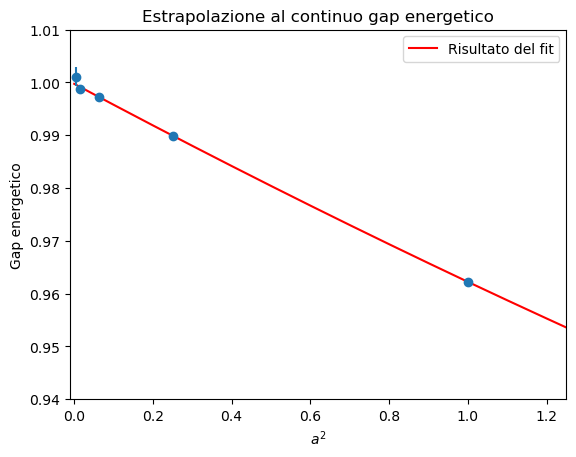 Estrapolazione al continuo gap energetico
Risultato del fit
Gap energetico
1.01
1.00
0.99
0.98
0.97
0.96
0.95
0.94
0.0 0.2 0.4 0.6 0.8 1.0 1.2
a²